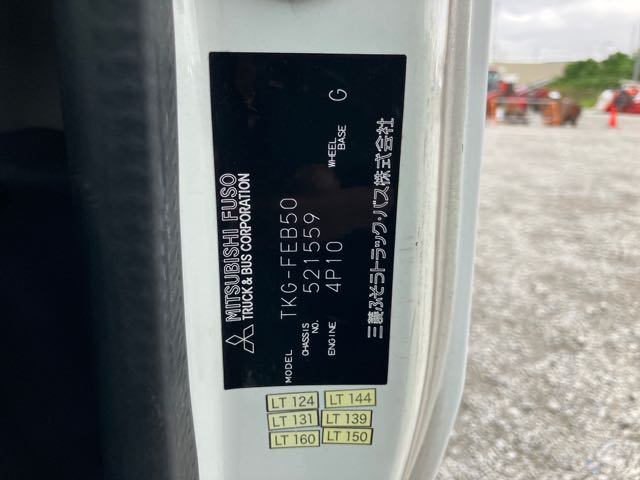 MITSUBISHI FUSO
TRUCK & BUS CORPORATION
MODEL TKG-FEB50
CHASSIS NO. 521559
ENGINE 4P10 WHEEL BASE G
三菱ふそうトラック・バス株式会社
LT 124 LT 144
LT 131 LT 139
LT 160 LT 150